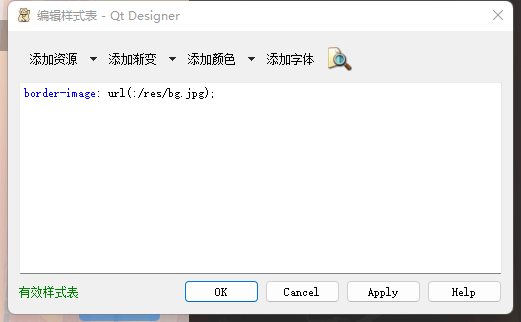 编辑样式表 - Qt Designer
添加资源 添加渐变 添加颜色 添加字体
border-image: url(:/res/bg.jpg);
有效样式表 OK Cancel Apply Help